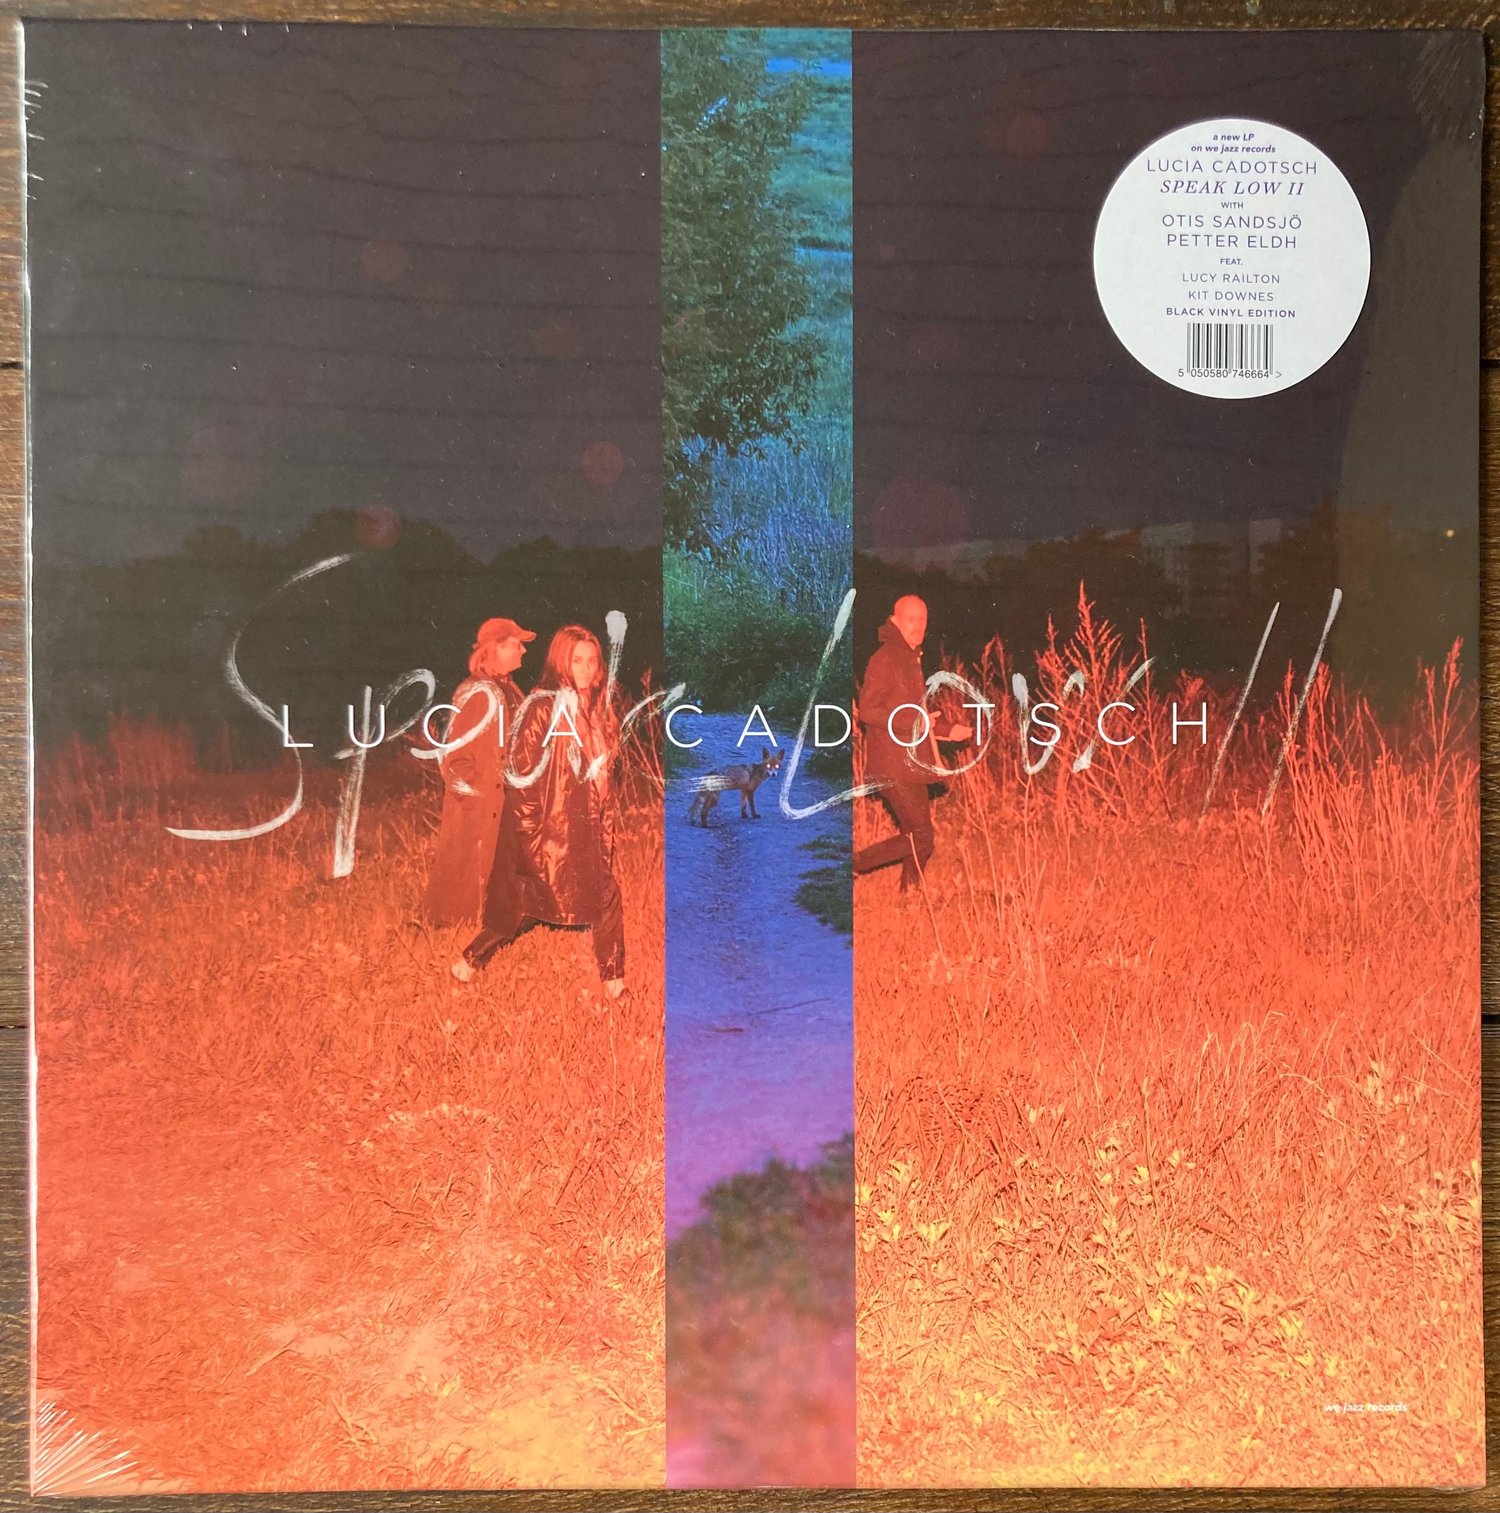 a new LP
on we jazz records
LUCIA CADOTSCH
SPEAK LOW II
WITH
OTIS SANDSJÖ
PETTER ELDH
FEAT.
LUCY RAILTON
KIT DOWNES
BLACK VINYL EDITION
5 050580 746664 >
Speak Low II
LUCIA CADOTSCH
we jazz records